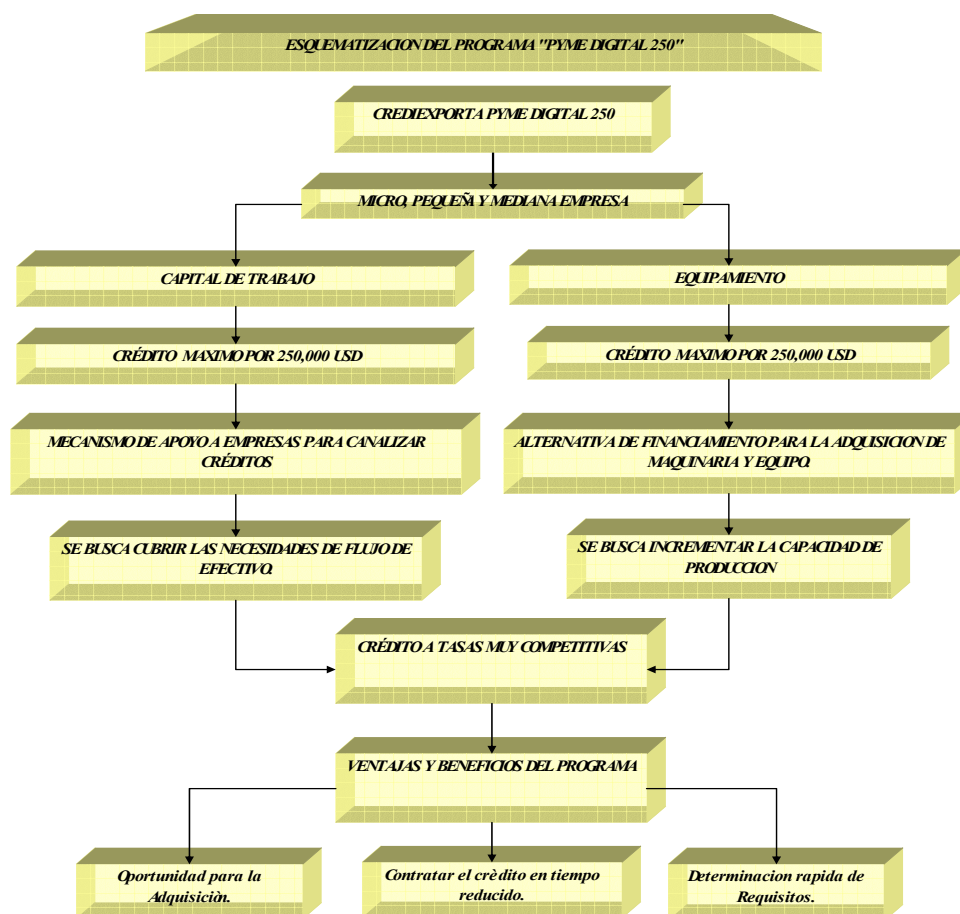 ESQUEMATIZACION DEL PROGRAMA "PYME DIGITAL 250"
CREDIEXPORTA PYME DIGITAL 250
MICRO, PEQUEÑA Y MEDIANA EMPRESA
CAPITAL DE TRABAJO
EQUIPAMIENTO
CRÉDITO MAXIMO POR 250,000 USD
CRÉDITO MAXIMO POR 250,000 USD
MECANISMO DE APOYO A EMPRESAS PARA CANALIZAR
CRÉDITOS
ALTERNATIVA DE FINANCIAMIENTO PARA LA ADQUISICION DE
MAQUINARIA Y EQUIPO.
SE BUSCA CUBRIR LAS NECESIDADES DE FLUJO DE
EFECTIVO.
SE BUSCA INCREMENTAR LA CAPACIDAD DE
PRODUCCION
CRÉDITO A TASAS MUY COMPETITIVAS
VENTAJAS Y BENEFICIOS DEL PROGRAMA
Oportunidad para la
Adquisiciòn.
Contratar el crèdito en tiempo
reducido.
Determinacion rapida de
Requisitos.